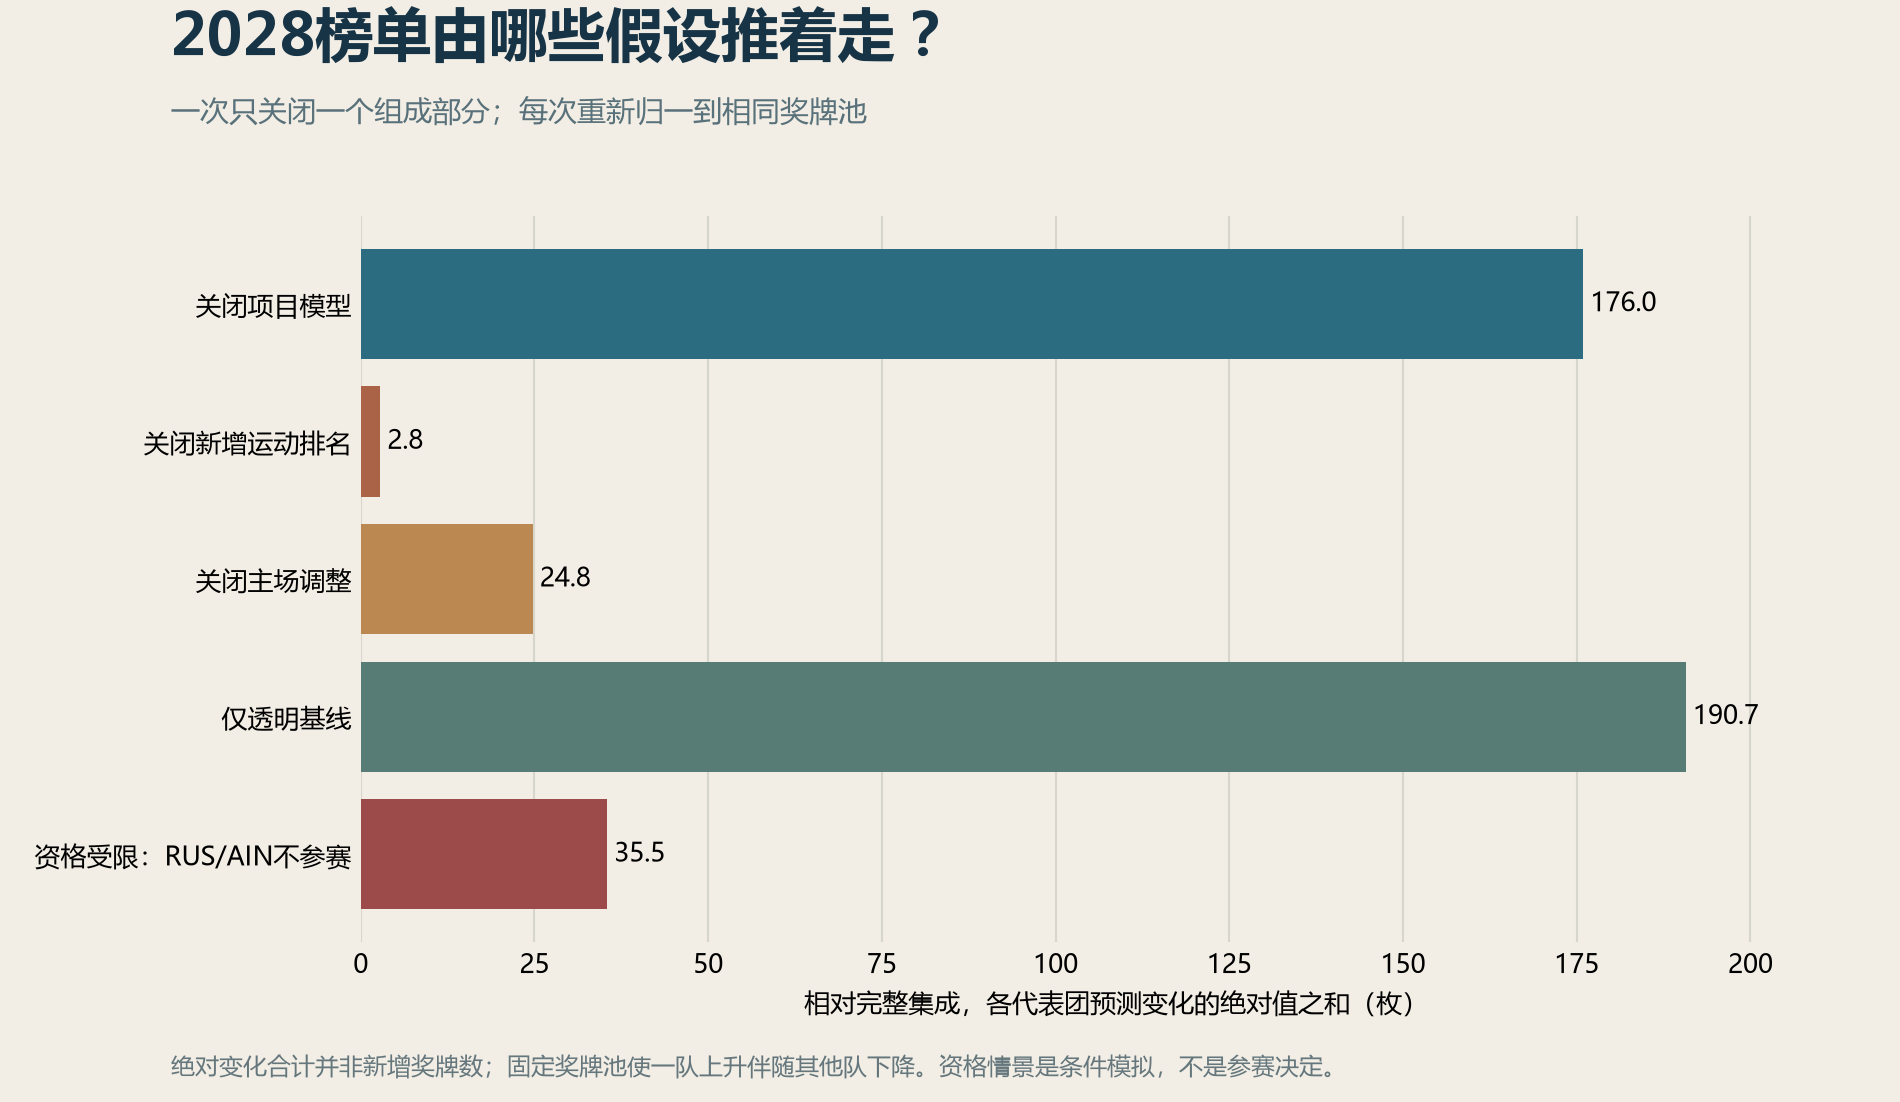 2028榜单由哪些假设推着走？
一次只关闭一个组成部分；每次重新归一到相同奖牌池
关闭项目模型
176.0
关闭新增运动排名
2.8
关闭主场调整
24.8
仅透明基线
190.7
资格受限：RUS/AIN不参赛
35.5
0 25 50 75 100 125 150 175 200
相对完整集成，各代表团预测变化的绝对值之和（枚）
绝对变化合计并非新增奖牌数；固定奖牌池使一队上升伴随其他队下降。资格情景是条件模拟，不是参赛决定。